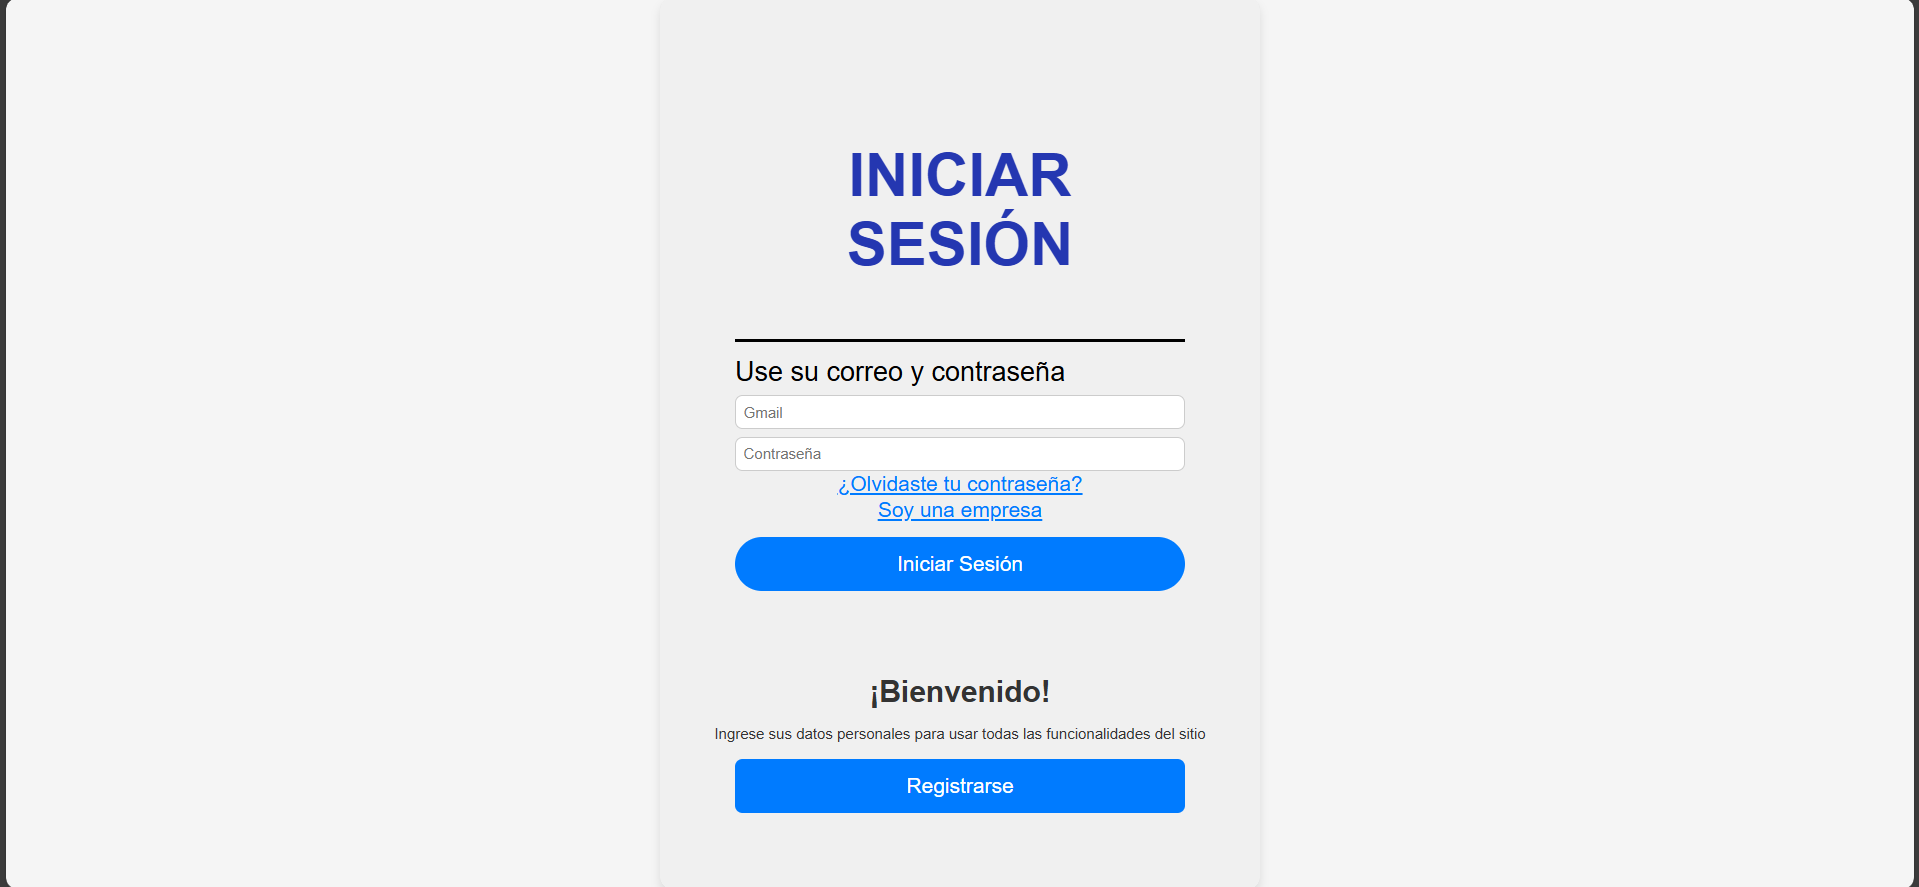 INICIAR
SESIÓN
Use su correo y contraseña
Gmail
Contraseña
¿Olvidaste tu contraseña?
Soy una empresa
Iniciar Sesión
¡Bienvenido!
Ingrese sus datos personales para usar todas las funcionalidades del sitio
Registrarse